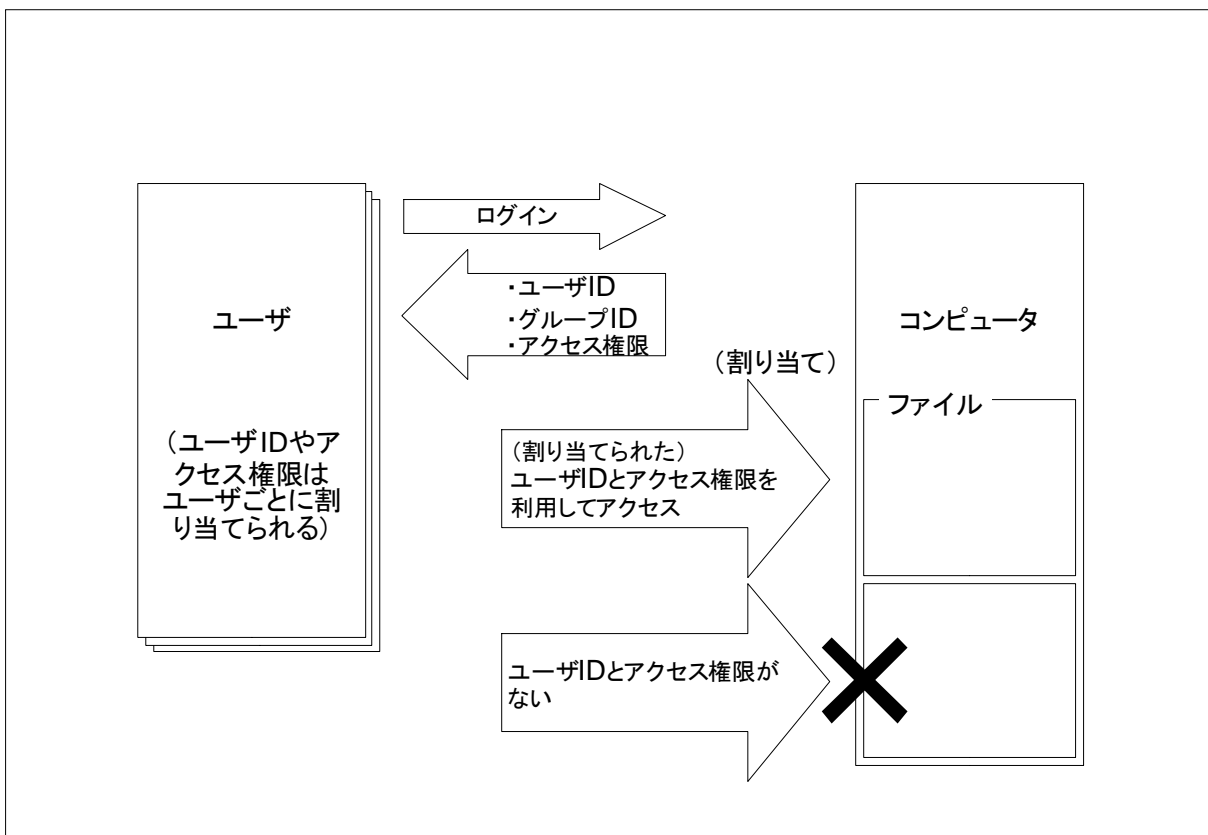 ログイン
・ユーザID
・グループID
・アクセス権限
ユーザ
(ユーザIDやア
クセス権限は
ユーザごとに割
り当てられる)
コンピュータ
(割り当て)
ファイル
(割り当てられた)
ユーザIDとアクセス権限を
利用してアクセス
ユーザIDとアクセス権限が
ない